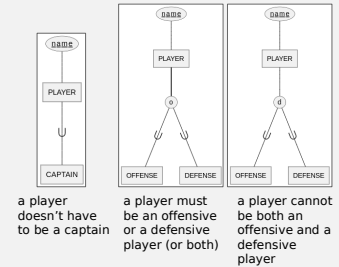 name
PLAYER
CAPTAIN
a player
doesn't have
to be a captain
name
PLAYER
o
OFFENSE
DEFENSE
a player must
be an offensive
or a defensive
player (or both)
name
PLAYER
d
OFFENSE
DEFENSE
a player cannot
be both an
offensive and a
defensive
player